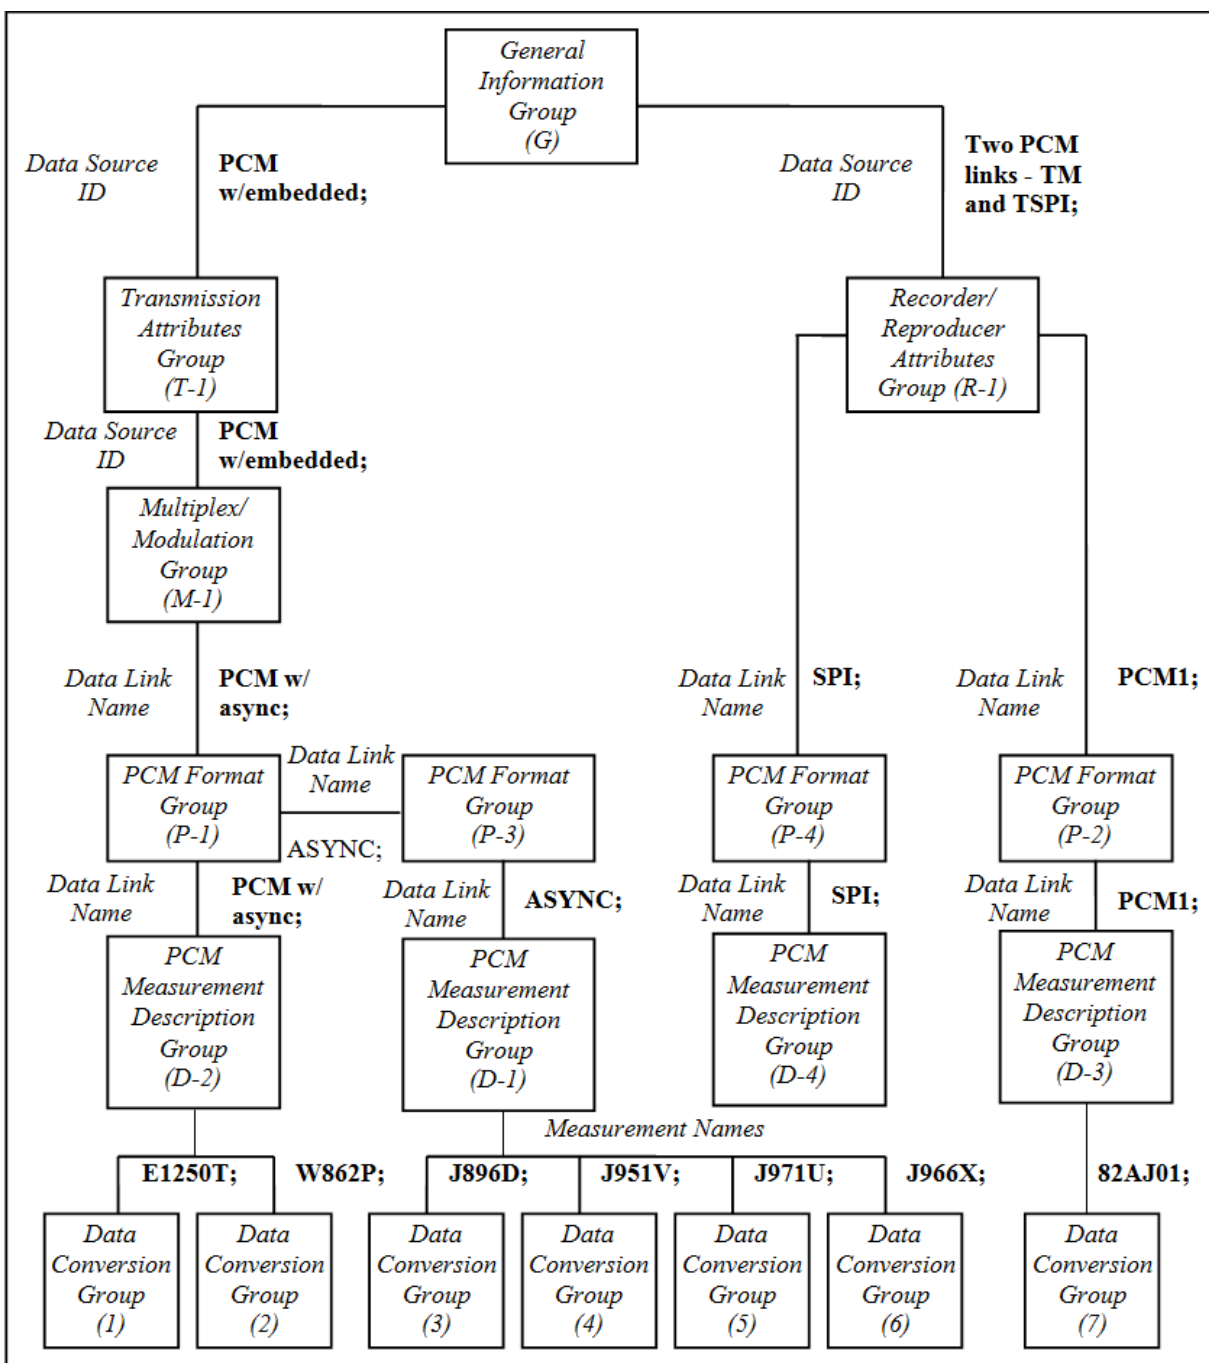 General
Information
Group
(G)
Data Source
ID
PCM
w/embedded;
Data Source
ID
Two PCM
links - TM
and TSPI;
Transmission
Attributes
Group
(T-1)
Recorder/
Reproducer
Attributes
Group (R-1)
Data Source
ID
PCM
w/embedded;
Multiplex/
Modulation
Group
(M-1)
Data Link
Name
PCM w/
async;
Data Link
Name
SPI;
Data Link
Name
PCM1;
PCM Format
Group
(P-1)
Data Link
Name
ASYNC;
PCM Format
Group
(P-3)
PCM Format
Group
(P-4)
PCM Format
Group
(P-2)
Data Link
Name
PCM w/
async;
Data Link
Name
ASYNC;
Data Link
Name
SPI;
Data Link
Name
PCM1;
PCM
Measurement
Description
Group
(D-2)
PCM
Measurement
Description
Group
(D-1)
PCM
Measurement
Description
Group
(D-4)
PCM
Measurement
Description
Group
(D-3)
Measurement Names
E1250T;
W862P;
J896D;
J951V;
J971U;
J966X;
82AJ01;
Data
Conversion
Group
(1)
Data
Conversion
Group
(2)
Data
Conversion
Group
(3)
Data
Conversion
Group
(4)
Data
Conversion
Group
(5)
Data
Conversion
Group
(6)
Data
Conversion
Group
(7)